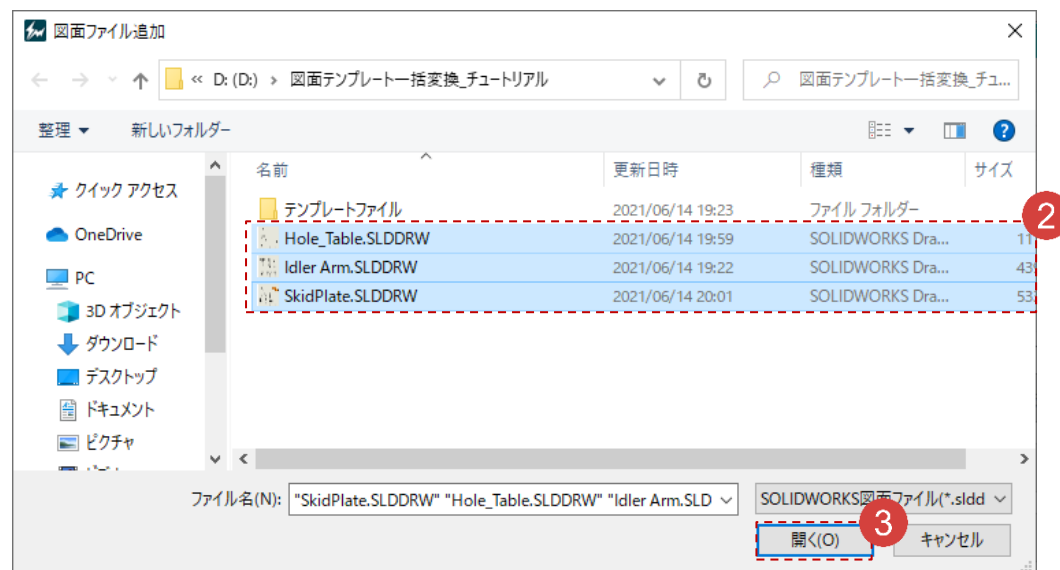 図面ファイル追加
« D: (D:) › 図面テンプレート一括変換_チュートリアル
図面テンプレート一括変換_チュ...
整理 新しいフォルダー
名前 更新日時 種類 サイズ
クイック アクセス
OneDrive
PC
3D オブジェクト
ダウンロード
デスクトップ
ドキュメント
ピクチャ
テンプレートファイル 2021/06/14 19:23 ファイル フォルダー
2
Hole_Table.SLDDRW 2021/06/14 19:59 SOLIDWORKS Dra... 11
Idler Arm.SLDDRW 2021/06/14 19:22 SOLIDWORKS Dra... 43
SkidPlate.SLDDRW 2021/06/14 20:01 SOLIDWORKS Dra... 53
ファイル名(N): "SkidPlate.SLDDRW" "Hole_Table.SLDDRW" "Idler Arm.SLD SOLIDWORKS図面ファイル(*.sldd
3
開く(O) キャンセル